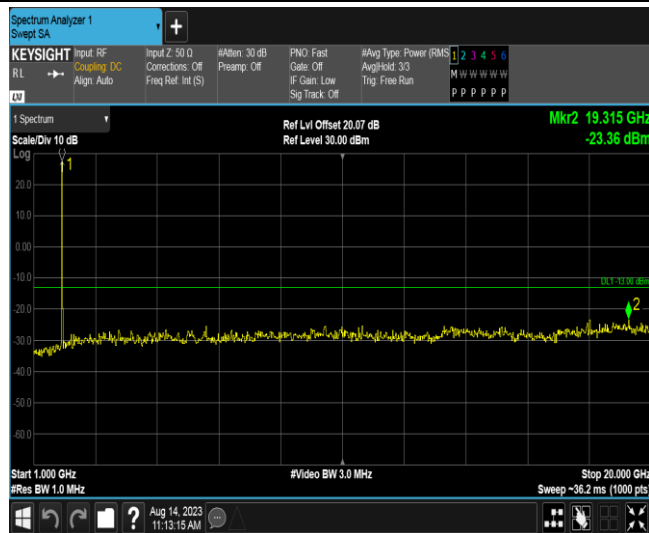 Spectrum Analyzer 1
Swept SA
+
KEYSIGHT
RL
LXI
Input: RF
Coupling: DC
Align: Auto
Input Z: 50 Ω
Corrections: Off
Freq Ref: Int (S)
#Atten: 30 dB
Preamp: Off
PNO: Fast
Gate: Off
IF Gain: Low
Sig Track: Off
#Avg Type: Power (RMS
Avg|Hold: 3/3
Trig: Free Run
1 2 3 4 5 6
M W W W W W
P P P P P P
1 Spectrum
Scale/Div 10 dB
Log
Ref Lvl Offset 20.07 dB
Ref Level 30.00 dBm
Mkr2 19.315 GHz
-23.36 dBm
1
20.0
10.0
0.00
-10.0
DL1 -13.00 dBm
2
-20.0
-30.0
-40.0
-50.0
-60.0
Start 1.000 GHz
#Res BW 1.0 MHz
#Video BW 3.0 MHz
Stop 20.000 GHz
Sweep ~36.2 ms (1000 pts)
?
Aug 14, 2023
11:13:15 AM